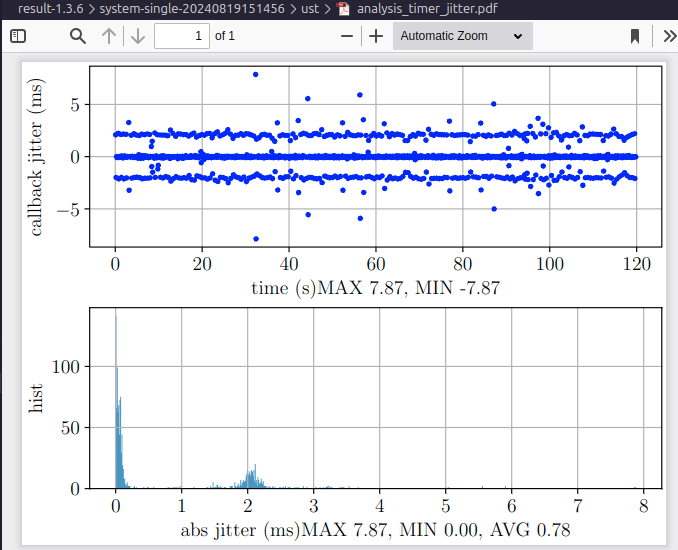 result-1.3.6 > system-single-20240819151456 > ust > analysis_timer_jitter.pdf
1 of 1 Automatic Zoom
callback jitter (ms)
5
0
−5
0 20 40 60 80 100 120
time (s)MAX 7.87, MIN -7.87
hist
100
50
0
0 1 2 3 4 5 6 7 8
abs jitter (ms)MAX 7.87, MIN 0.00, AVG 0.78